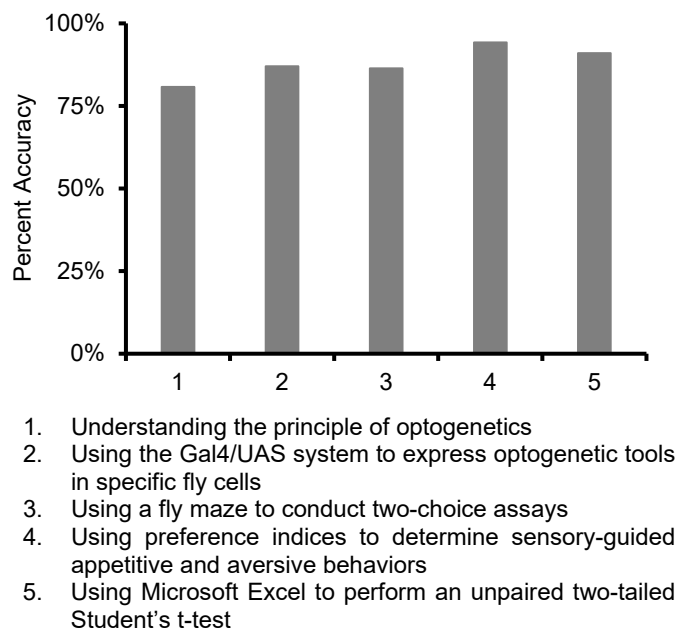 100%
75%
50%
25%
0%
Percent Accuracy
1 2 3 4 5
1. Understanding the principle of optogenetics
2. Using the Gal4/UAS system to express optogenetic tools
in specific fly cells
3. Using a fly maze to conduct two-choice assays
4. Using preference indices to determine sensory-guided
appetitive and aversive behaviors
5. Using Microsoft Excel to perform an unpaired two-tailed
Student's t-test